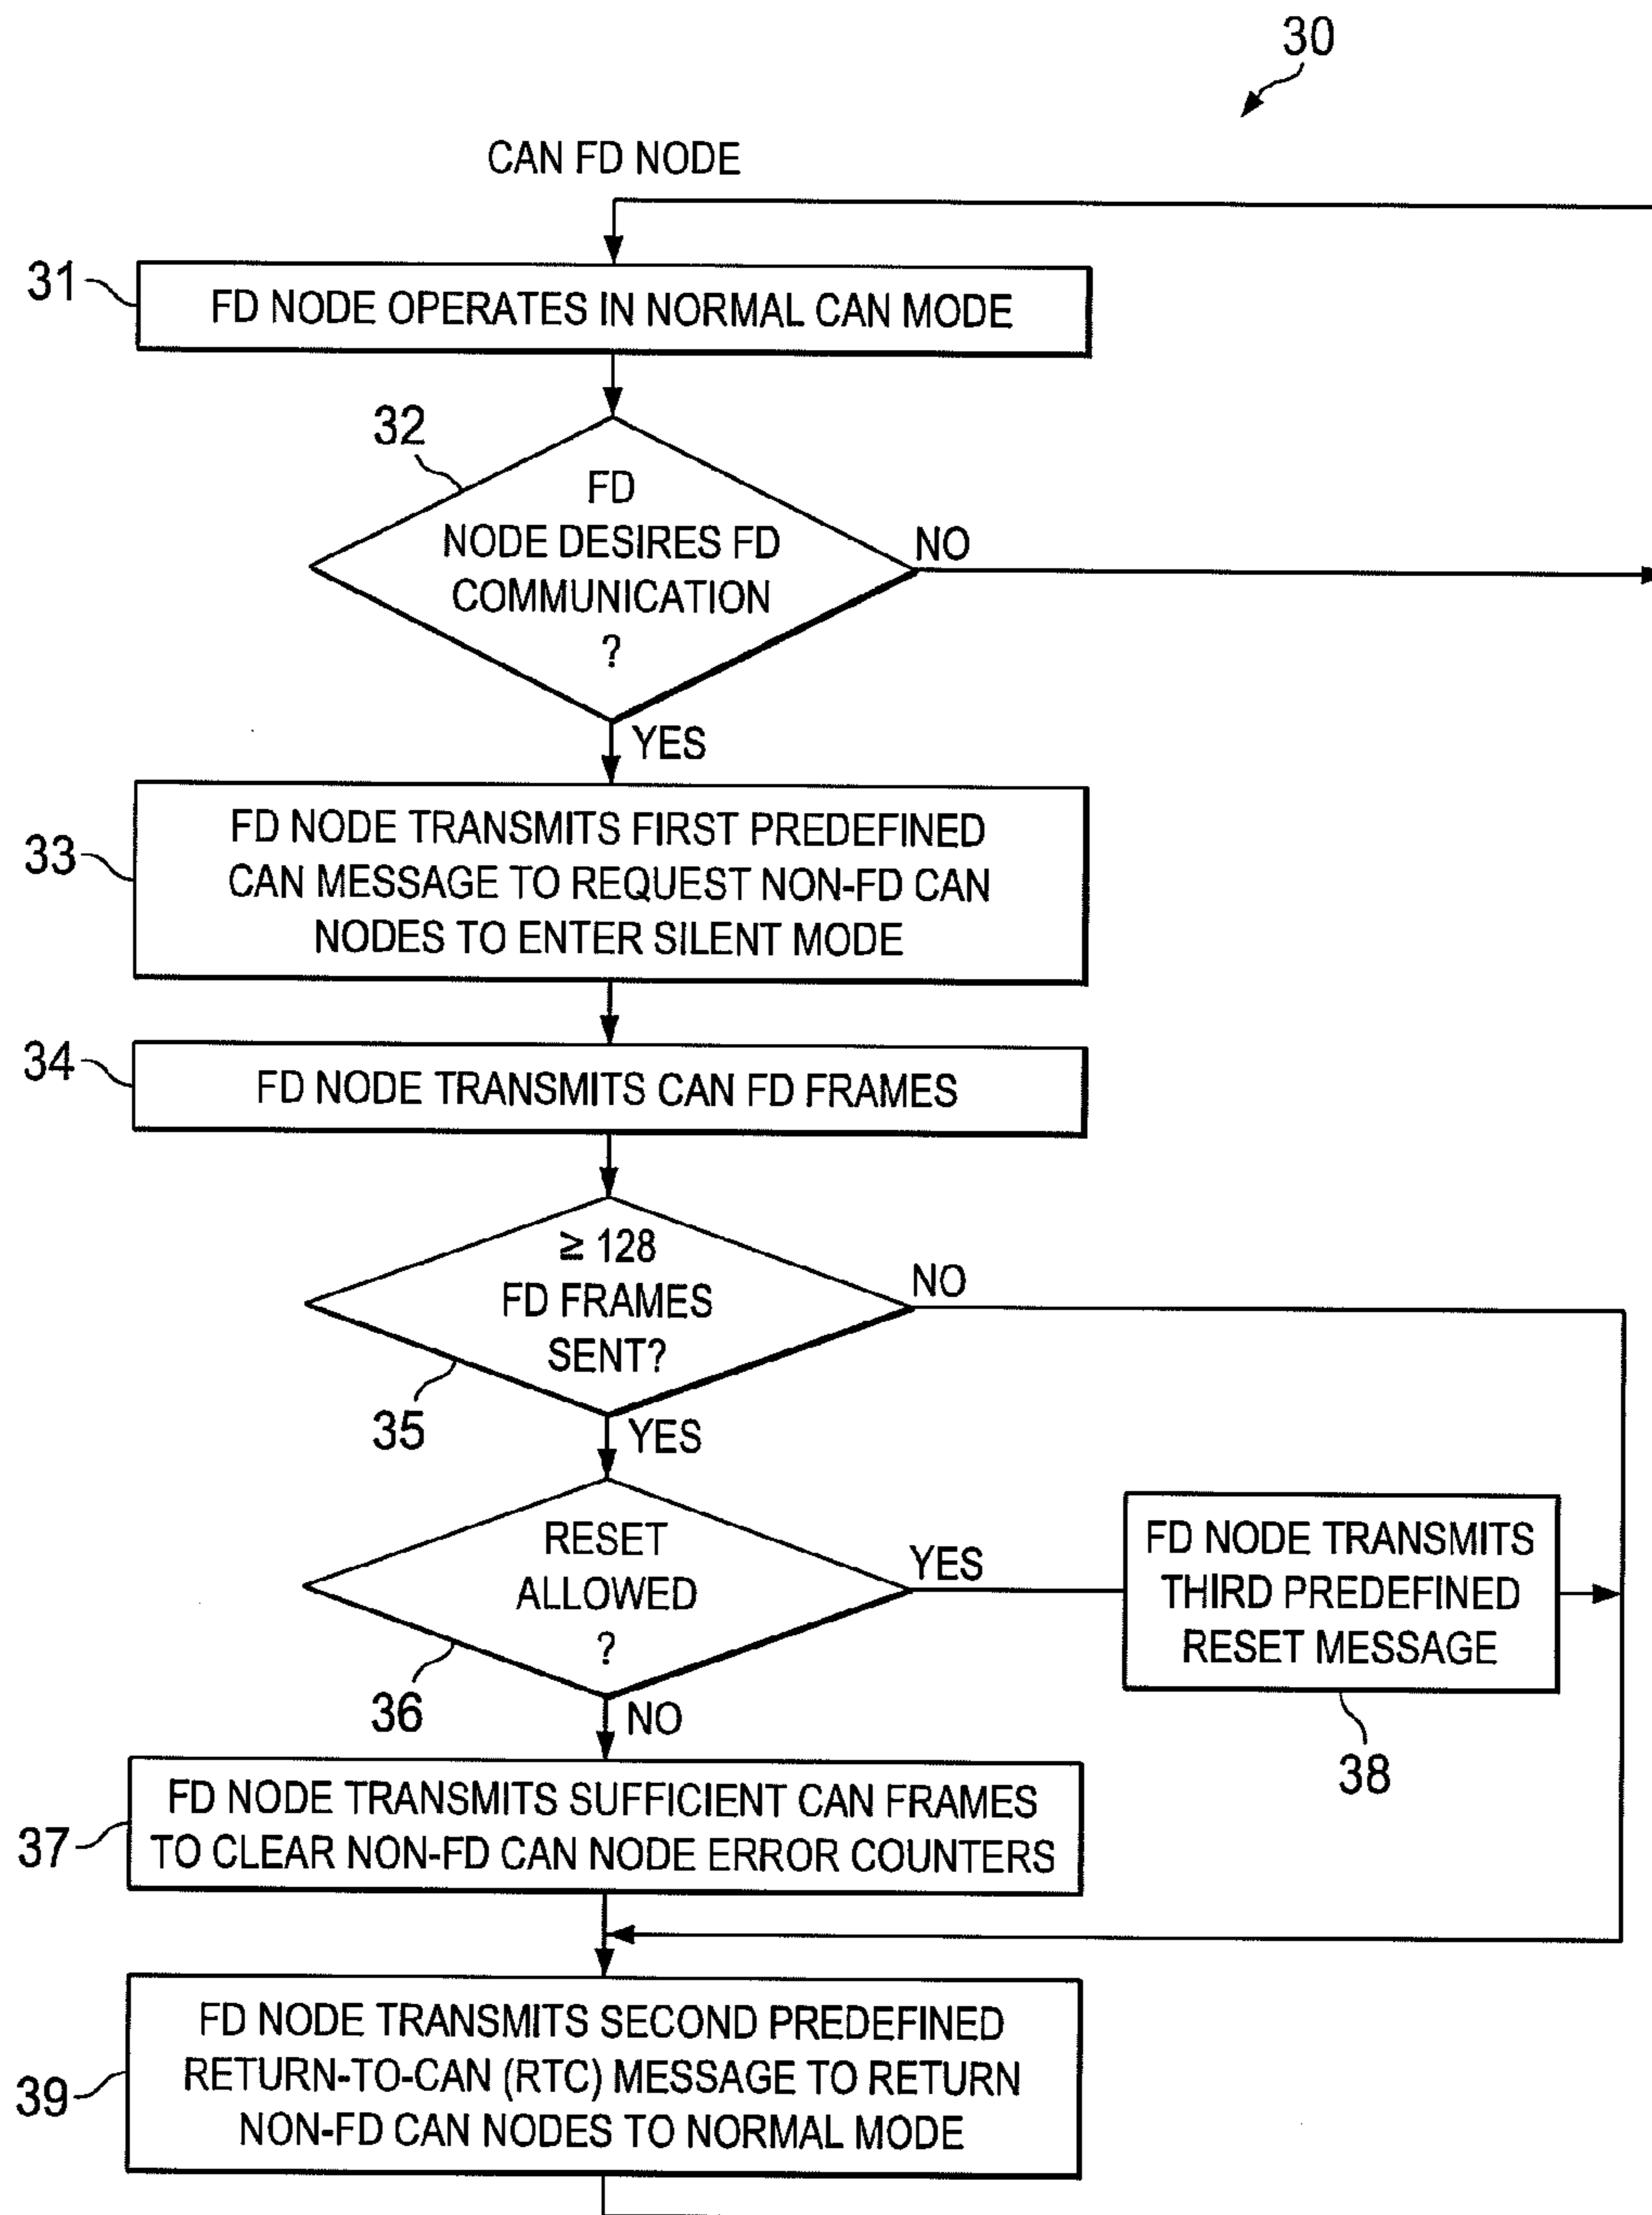 30
CAN FD NODE
31
FD NODE OPERATES IN NORMAL CAN MODE
32
FD
NODE DESIRES FD
COMMUNICATION
?
NO
YES
33
FD NODE TRANSMITS FIRST PREDEFINED
CAN MESSAGE TO REQUEST NON-FD CAN
NODES TO ENTER SILENT MODE
34
FD NODE TRANSMITS CAN FD FRAMES
≥ 128
FD FRAMES
SENT?
NO
35
YES
RESET
ALLOWED
?
YES
36
NO
FD NODE TRANSMITS
THIRD PREDEFINED
RESET MESSAGE
38
37
FD NODE TRANSMITS SUFFICIENT CAN FRAMES
TO CLEAR NON-FD CAN NODE ERROR COUNTERS
39
FD NODE TRANSMITS SECOND PREDEFINED
RETURN-TO-CAN (RTC) MESSAGE TO RETURN
NON-FD CAN NODES TO NORMAL MODE